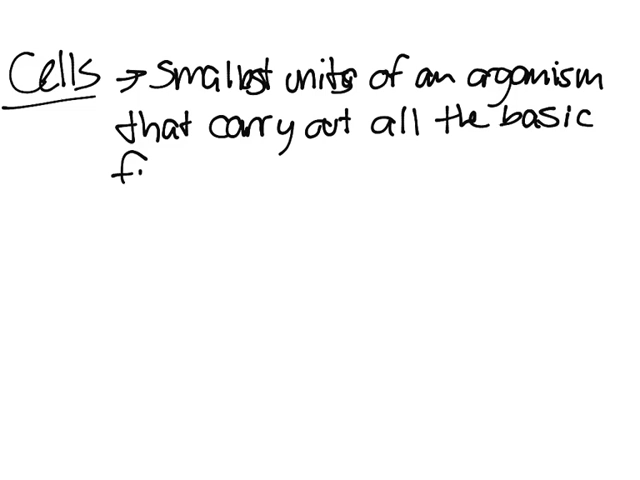 Cells → Smallest units of an organism
that carry out all the basic
f